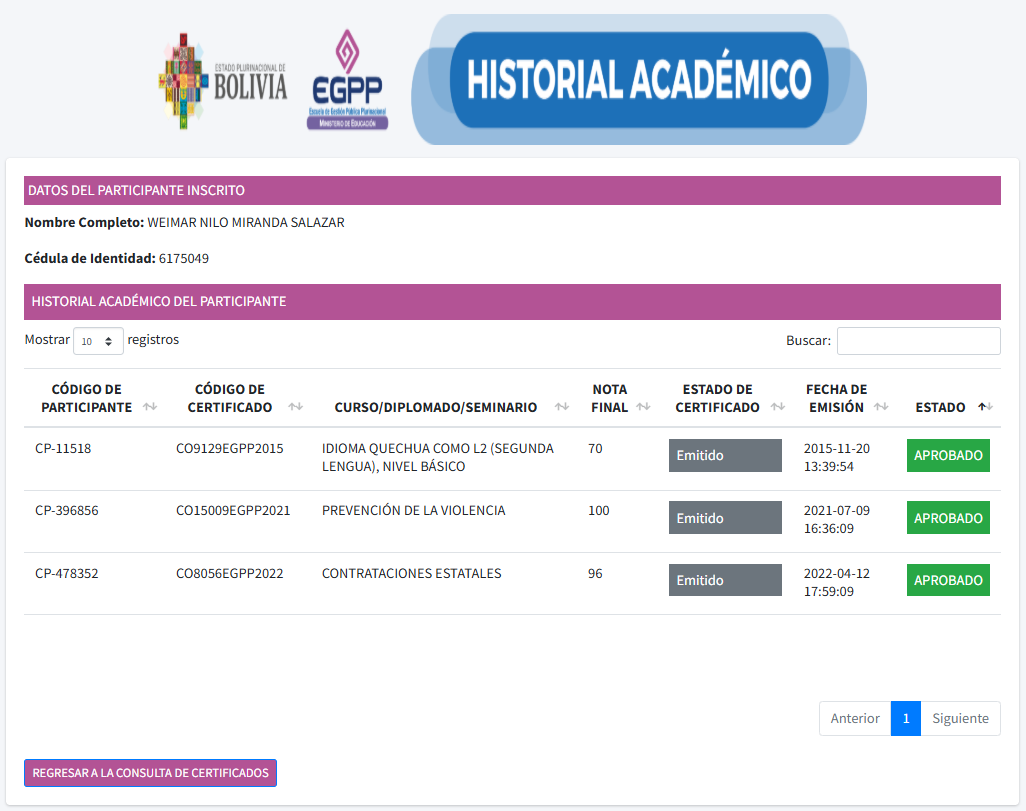 ESTADO PLURINACIONAL DE
BOLIVIA
EGPP
Escuela de Gestión Pública Plurinacional
MINISTERIO DE EDUCACIÓN
HISTORIAL ACADÉMICO
DATOS DEL PARTICIPANTE INSCRITO
Nombre Completo: WEIMAR NILO MIRANDA SALAZAR
Cédula de Identidad: 6175049
HISTORIAL ACADÉMICO DEL PARTICIPANTE
Mostrar 10 registros Buscar:
CÓDIGO DE PARTICIPANTE CÓDIGO DE CERTIFICADO CURSO/DIPLOMADO/SEMINARIO NOTA FINAL ESTADO DE CERTIFICADO FECHA DE EMISIÓN ESTADO
CP-11518 CO9129EGPP2015 IDIOMA QUECHUA COMO L2 (SEGUNDA LENGUA), NIVEL BÁSICO 70 Emitido 2015-11-20 13:39:54 APROBADO
CP-396856 CO15009EGPP2021 PREVENCIÓN DE LA VIOLENCIA 100 Emitido 2021-07-09 16:36:09 APROBADO
CP-478352 CO8056EGPP2022 CONTRATACIONES ESTATALES 96 Emitido 2022-04-12 17:59:09 APROBADO
Anterior 1 Siguiente
REGRESAR A LA CONSULTA DE CERTIFICADOS